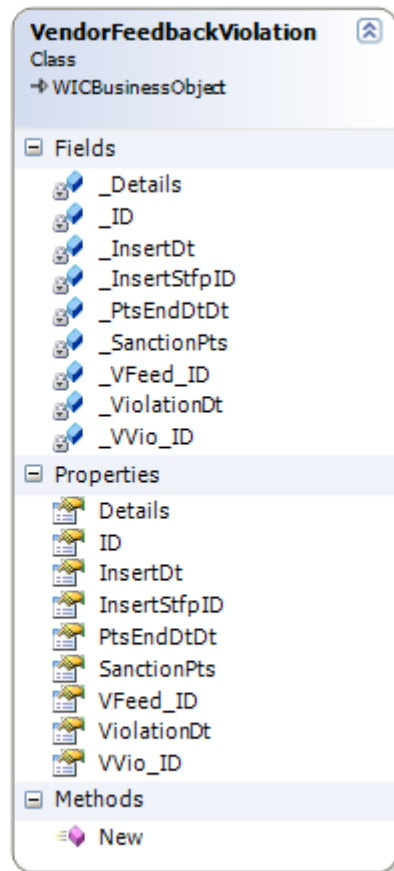 VendorFeedbackViolation
Class
WICBusinessObject
Fields
_Details
_ID
_InsertDt
_InsertStfpID
_PtsEndDtDt
_SanctionPts
_VFeed_ID
_ViolationDt
_VVio_ID
Properties
Details
ID
InsertDt
InsertStfpID
PtsEndDtDt
SanctionPts
VFeed_ID
ViolationDt
VVio_ID
Methods
New